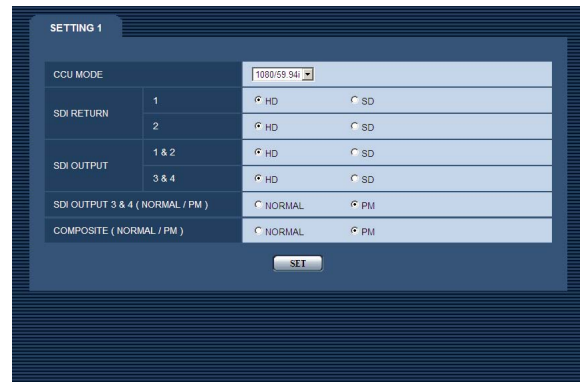 SETTING 1
CCU MODE 1080/59.94i
SDI RETURN
1 HD SD
2 HD SD
SDI OUTPUT
1 & 2 HD SD
3 & 4 HD SD
SDI OUTPUT 3 & 4 ( NORMAL / PM ) NORMAL PM
COMPOSITE ( NORMAL / PM ) NORMAL PM
SET